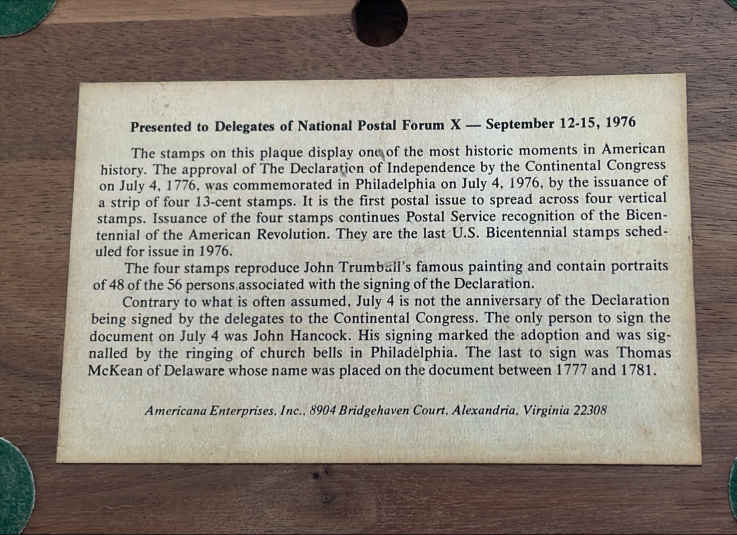 Presented to Delegates of National Postal Forum X — September 12-15, 1976
The stamps on this plaque display one of the most historic moments in American
history. The approval of The Declaration of Independence by the Continental Congress
on July 4, 1776, was commemorated in Philadelphia on July 4, 1976, by the issuance of
a strip of four 13-cent stamps. It is the first postal issue to spread across four vertical
stamps. Issuance of the four stamps continues Postal Service recognition of the Bicen-
tennial of the American Revolution. They are the last U.S. Bicentennial stamps sched-
uled for issue in 1976.
The four stamps reproduce John Trumball's famous painting and contain portraits
of 48 of the 56 persons associated with the signing of the Declaration.
Contrary to what is often assumed, July 4 is not the anniversary of the Declaration
being signed by the delegates to the Continental Congress. The only person to sign the
document on July 4 was John Hancock. His signing marked the adoption and was sig-
nalled by the ringing of church bells in Philadelphia. The last to sign was Thomas
McKean of Delaware whose name was placed on the document between 1777 and 1781.
Americana Enterprises, Inc., 8904 Bridgehaven Court, Alexandria, Virginia 22308